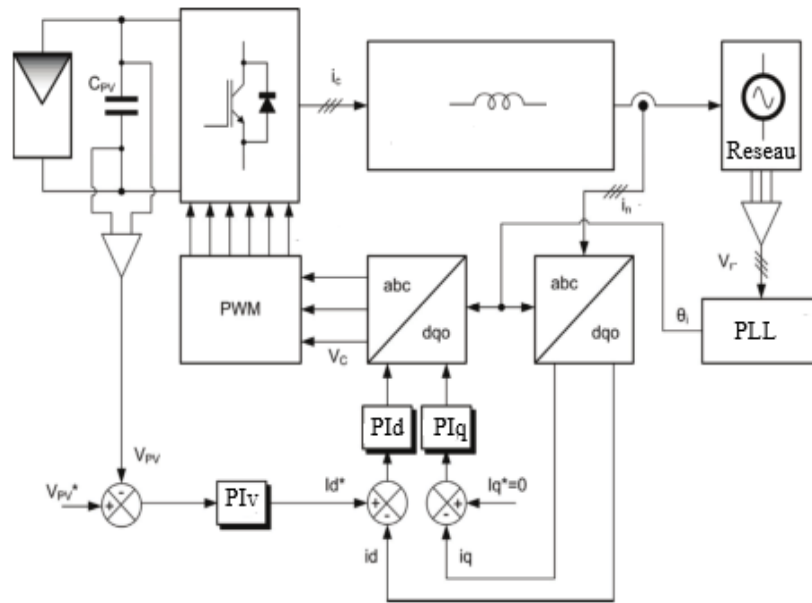 C_PV
i_c
Reseau
i_n
V_r
abc
dqo
abc
dqo
PWM
V_C
θ_i
PLL
PId
PIq
V_PV
V_PV*
PIv
Id*
Iq*=0
id
iq